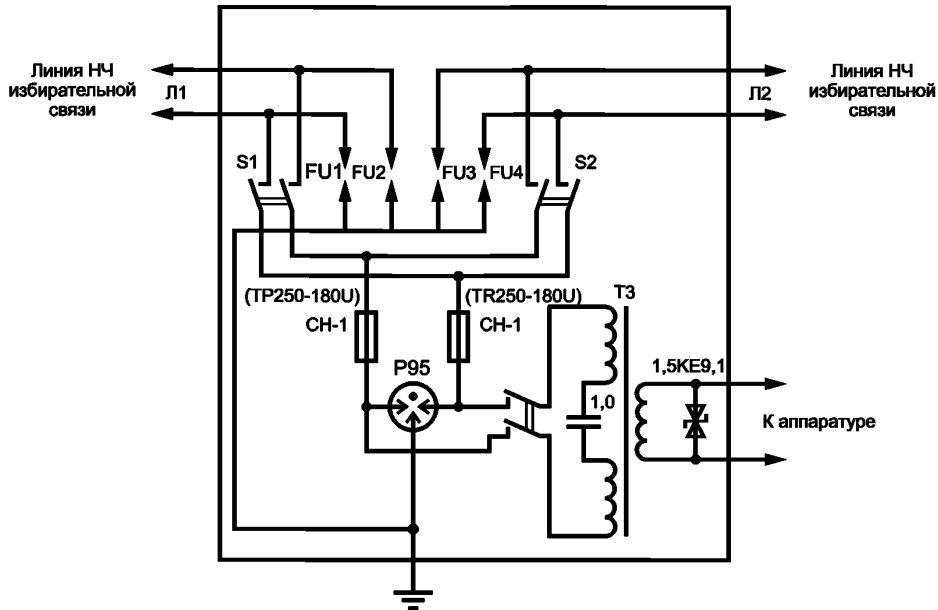 Линия НЧ
избирательной
связи
Л1
Л2
Линия НЧ
избирательной
связи
S1
FU1
FU2
FU3
FU4
S2
(TP250-180U)
(TR250-180U)
T3
CH-1
CH-1
P95
1,0
1,5KE9,1
К аппаратуре